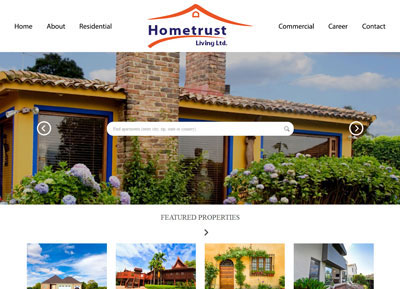 Home
About
Residential
Hometrust
Living Ltd.
Commercial
Career
Contact
Find apartments (enter city, zip, state or country)
FEATURED PROPERTIES